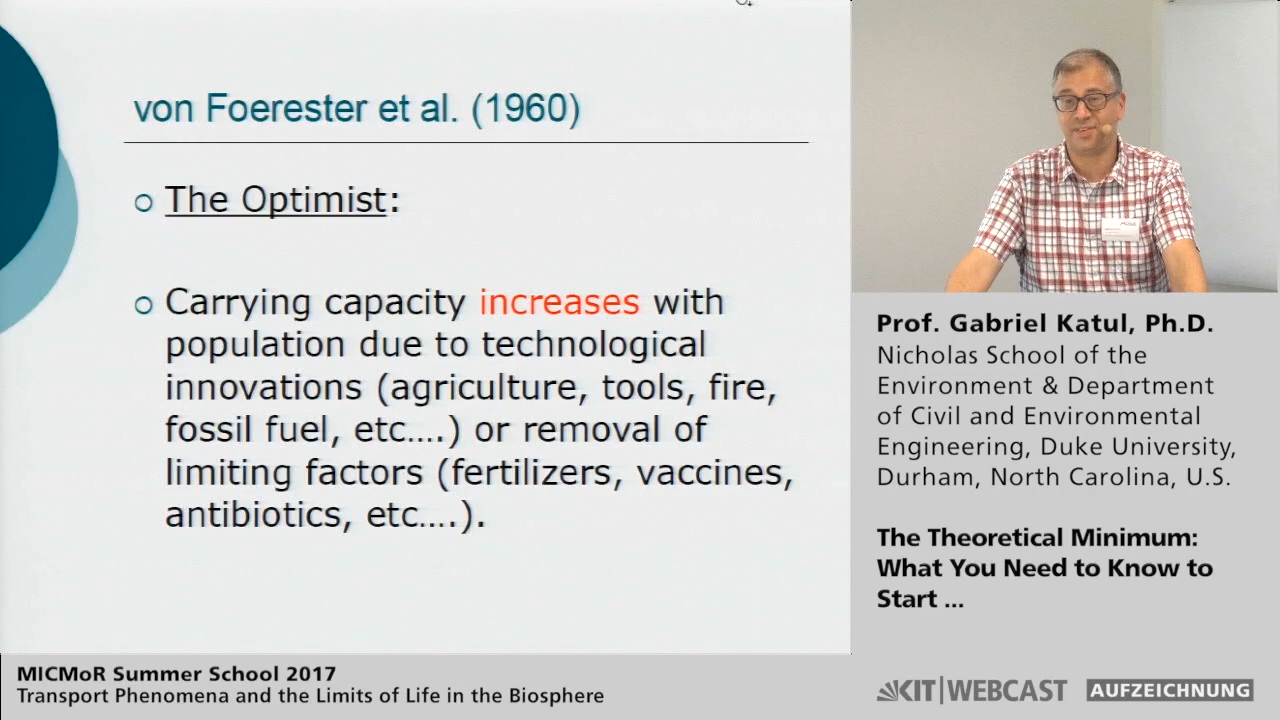 von Foerester et al. (1960)
The Optimist:
Carrying capacity increases with
population due to technological
innovations (agriculture, tools, fire,
fossil fuel, etc….) or removal of
limiting factors (fertilizers, vaccines,
antibiotics, etc….).
Prof. Gabriel Katul, Ph.D.
Nicholas School of the
Environment & Department
of Civil and Environmental
Engineering, Duke University,
Durham, North Carolina, U.S.
The Theoretical Minimum:
What You Need to Know to
Start ...
MICMoR Summer School 2017
Transport Phenomena and the Limits of Life in the Biosphere
KIT|WEBCAST AUFZEICHNUNG